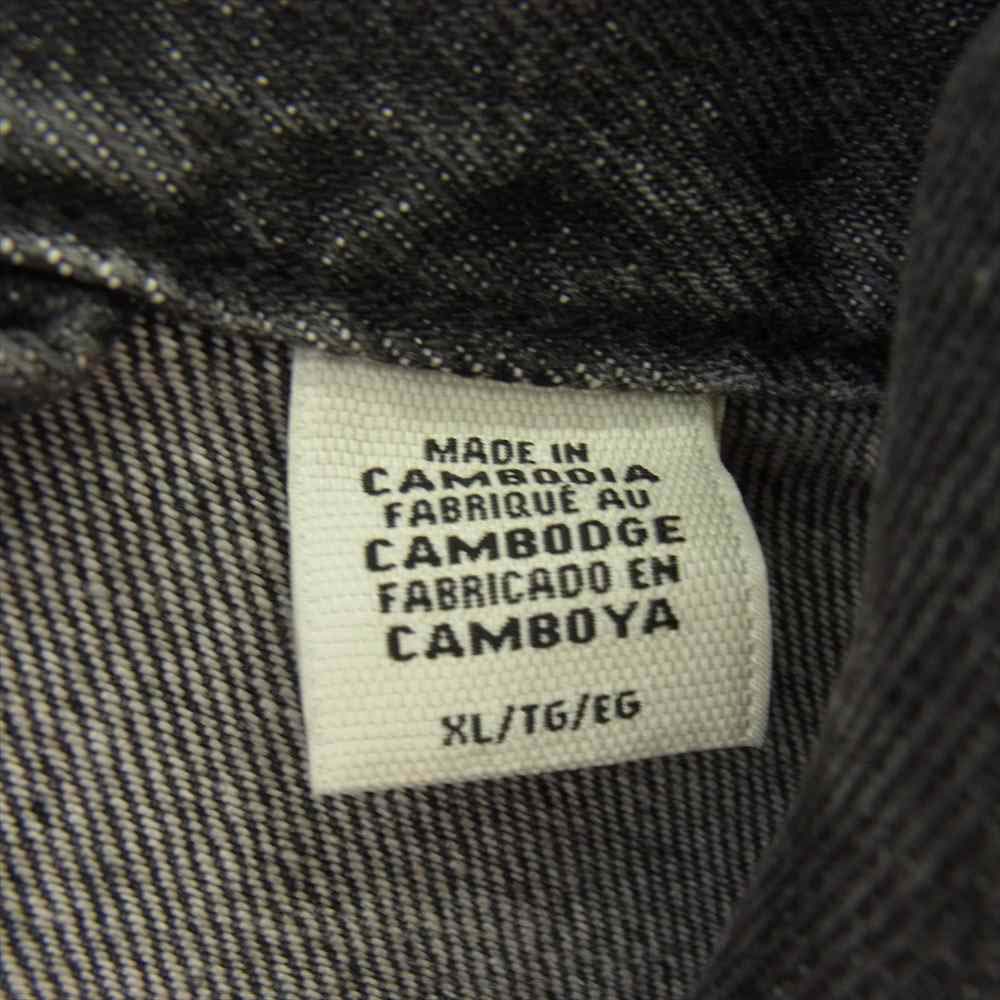 MADE IN
CAMBODIA
FABRIQUÉ AU
CAMBODGE
FABRICADO EN
CAMBOYA
XL/TG/EG